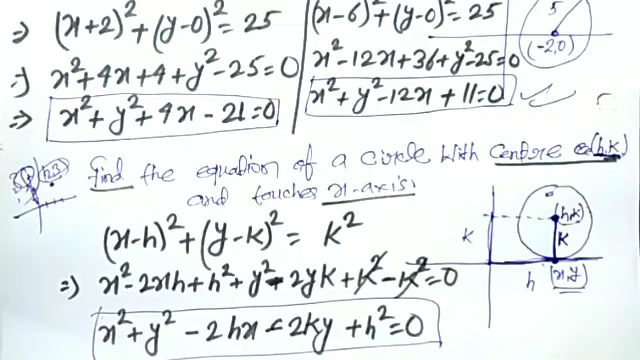 ⇒ (x+2)² + (y-0)² = 25
⇒ x²+4x+4+y²-25=0
⇒ x²+y²+4x-21=0
(x-6)²+(y-0)²=25
x²-12x+36+y²-25=0
x²+y²-12x+11=0
5
(-2,0)
Find the equation of a circle with centre (h,k)
and touches x-axis.
(x-h)²+(y-k)² = k²
⇒ x²-2xh+h²+y²-2yk+k²-k²=0
x²+y²-2hx-2ky+h²=0
(h,k)
k
k
h
(x,y)